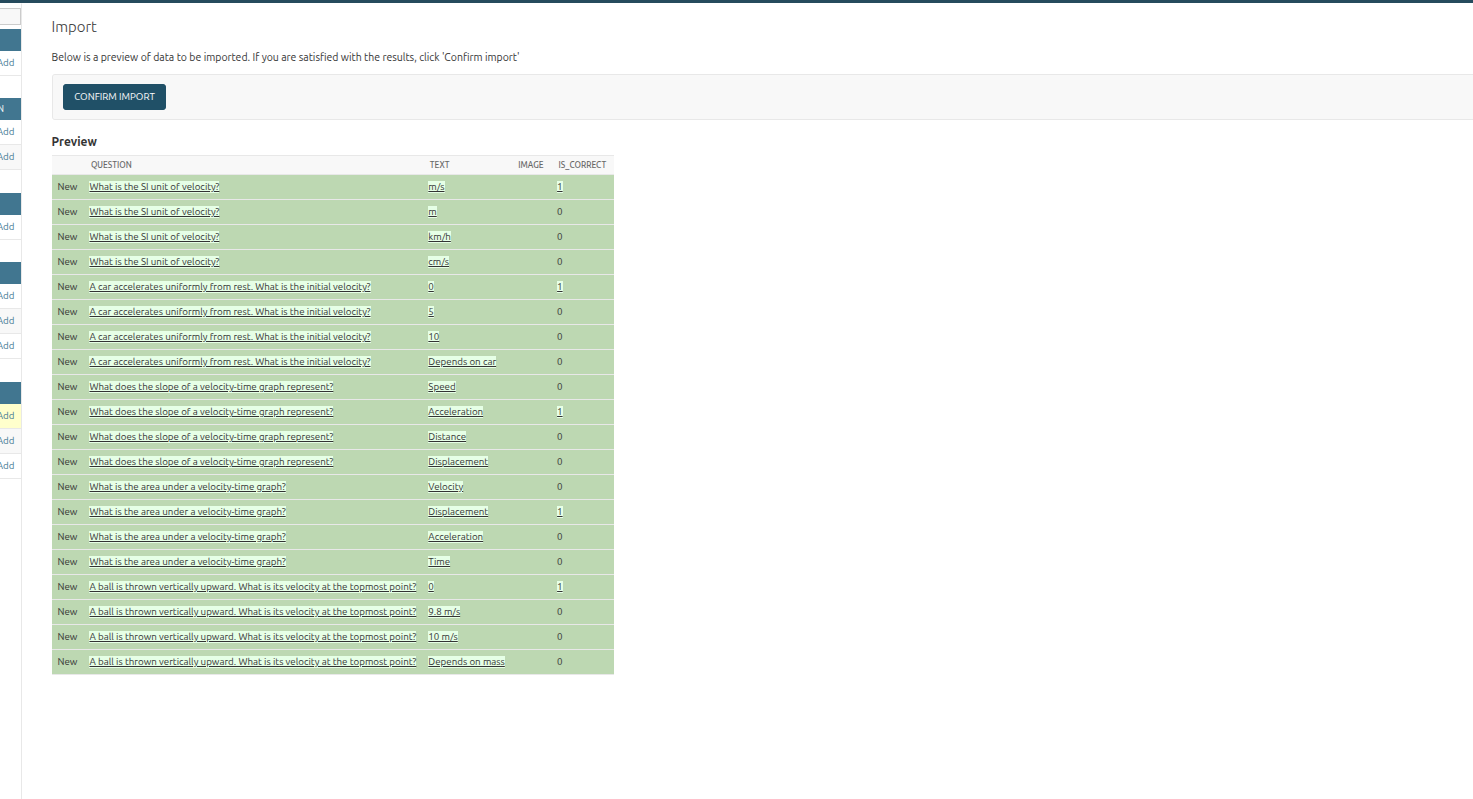 Import
Below is a preview of data to be imported. If you are satisfied with the results, click 'Confirm import'
CONFIRM IMPORT
Preview
QUESTION TEXT IMAGE IS_CORRECT
New What is the SI unit of velocity? m/s 1
New What is the SI unit of velocity? m 0
New What is the SI unit of velocity? km/h 0
New What is the SI unit of velocity? cm/s 0
New A car accelerates uniformly from rest. What is the initial velocity? 0 1
New A car accelerates uniformly from rest. What is the initial velocity? 5 0
New A car accelerates uniformly from rest. What is the initial velocity? 10 0
New A car accelerates uniformly from rest. What is the initial velocity? Depends on car 0
New What does the slope of a velocity-time graph represent? Speed 0
New What does the slope of a velocity-time graph represent? Acceleration 1
New What does the slope of a velocity-time graph represent? Distance 0
New What does the slope of a velocity-time graph represent? Displacement 0
New What is the area under a velocity-time graph? Velocity 0
New What is the area under a velocity-time graph? Displacement 1
New What is the area under a velocity-time graph? Acceleration 0
New What is the area under a velocity-time graph? Time 0
New A ball is thrown vertically upward. What is its velocity at the topmost point? 0 1
New A ball is thrown vertically upward. What is its velocity at the topmost point? 9.8 m/s 0
New A ball is thrown vertically upward. What is its velocity at the topmost point? 10 m/s 0
New A ball is thrown vertically upward. What is its velocity at the topmost point? Depends on mass 0
Add
N
Add
Add
Add
Add
Add
Add
Add
Add
Add